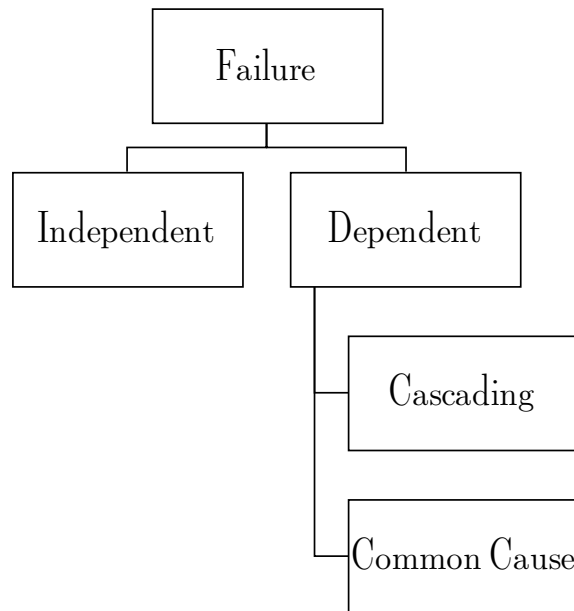 Failure
Independent
Dependent
Cascading
Common Cause